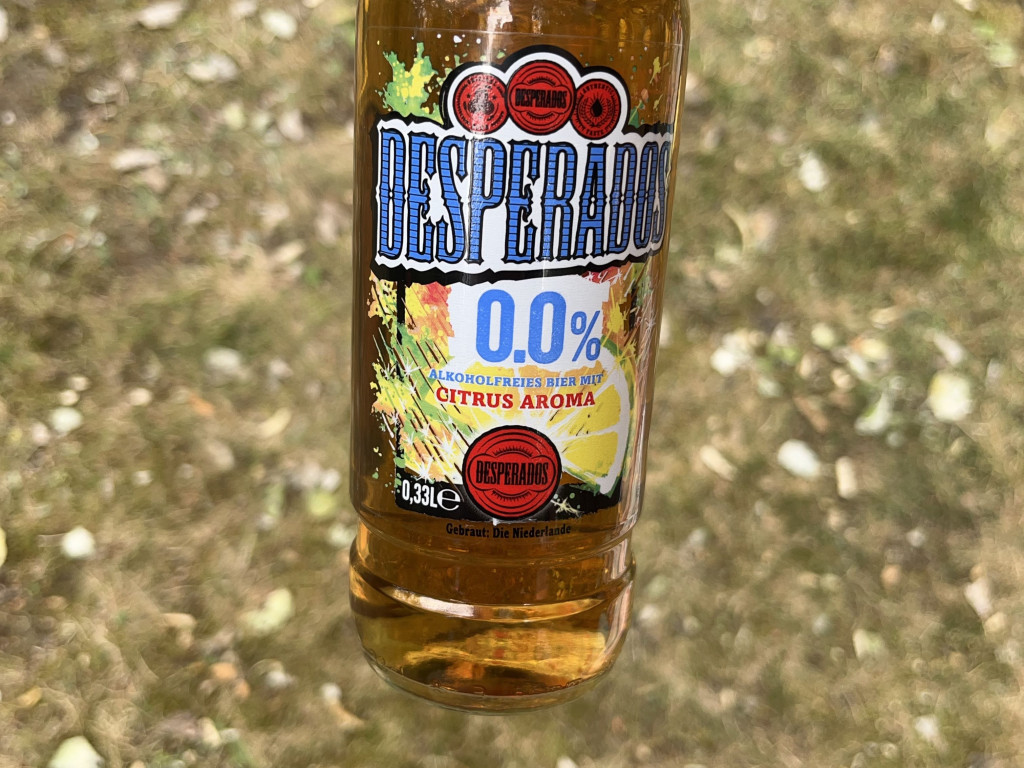 DESPERADOS
DESPERADOS
0.0%
ALKOHOLFREIES BIER MIT
CITRUS AROMA
DESPERADOS
0,33L℮
Gebraut: Die Niederlande